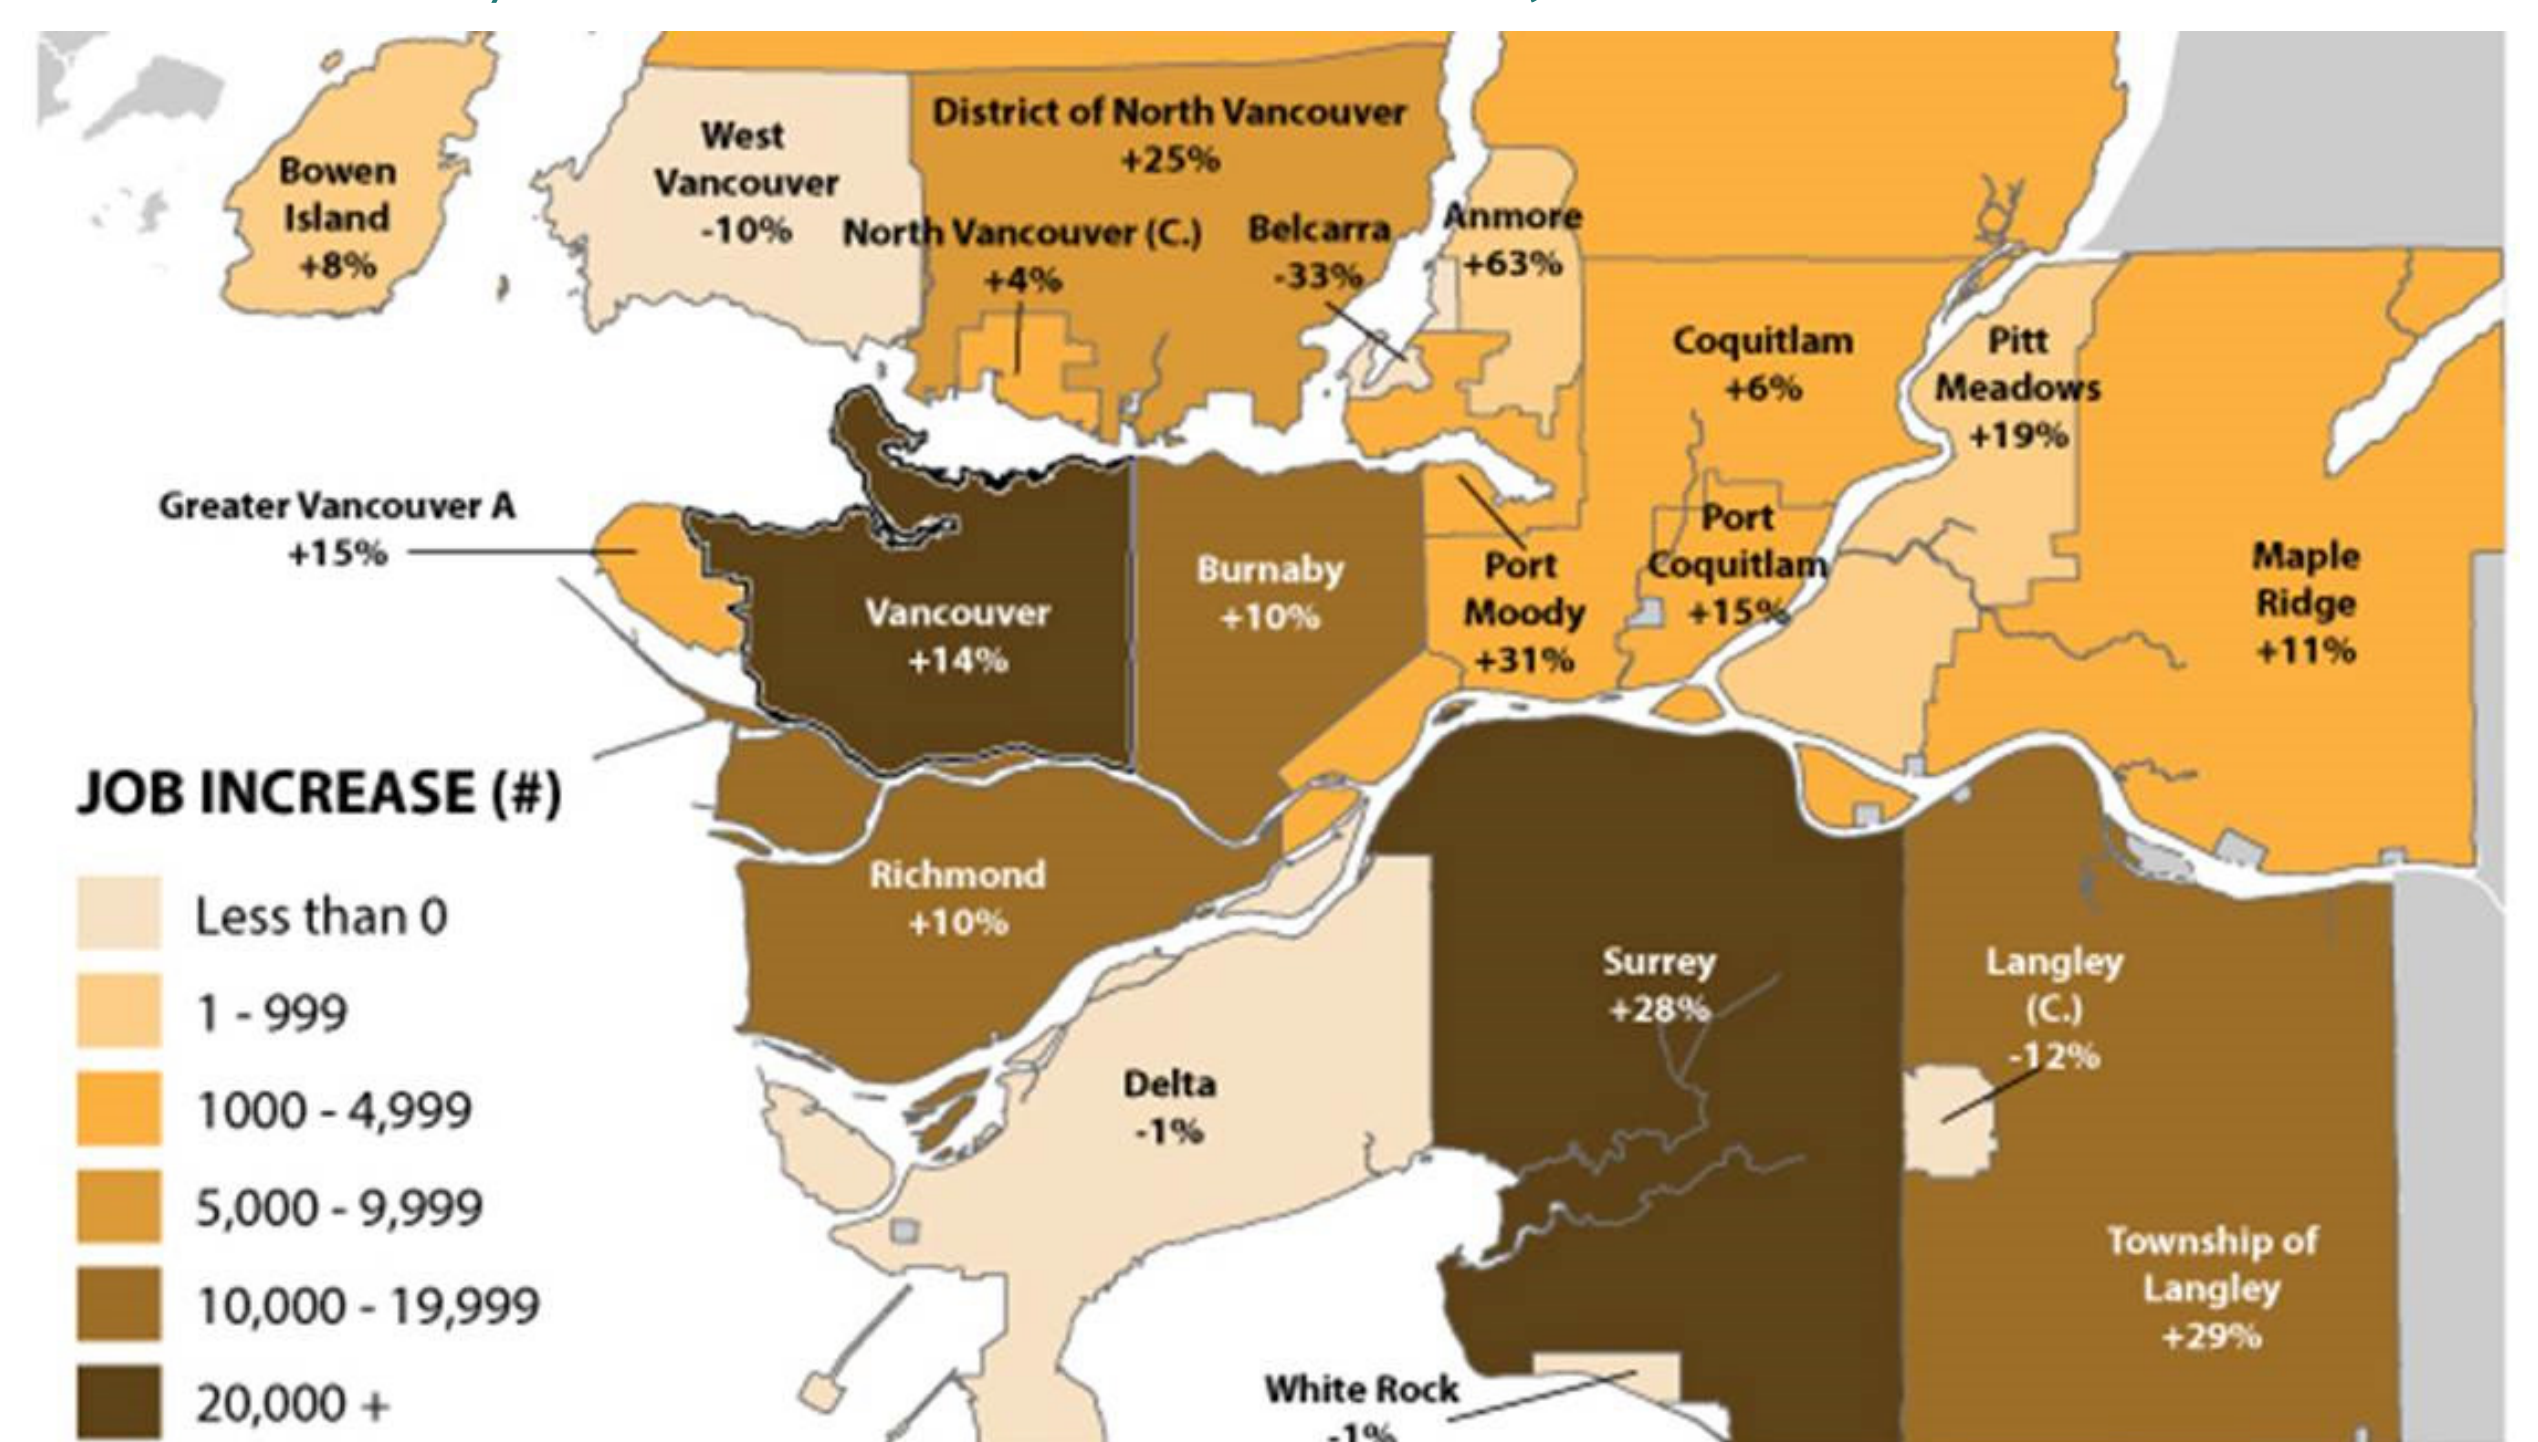 Bowen
Island
+8%
West
Vancouver
-10%
District of North Vancouver
+25%
North Vancouver (C.)
+4%
Belcarra
-33%
Anmore
+63%
Coquitlam
+6%
Pitt
Meadows
+19%
Greater Vancouver A
+15%
Vancouver
+14%
Burnaby
+10%
Port
Moody
+31%
Port
Coquitlam
+15%
Maple
Ridge
+11%
Richmond
+10%
Surrey
+28%
Langley
(C.)
-12%
Delta
-1%
Township of
Langley
+29%
White Rock
-1%
JOB INCREASE (#)
Less than 0
1 - 999
1000 - 4,999
5,000 - 9,999
10,000 - 19,999
20,000 +